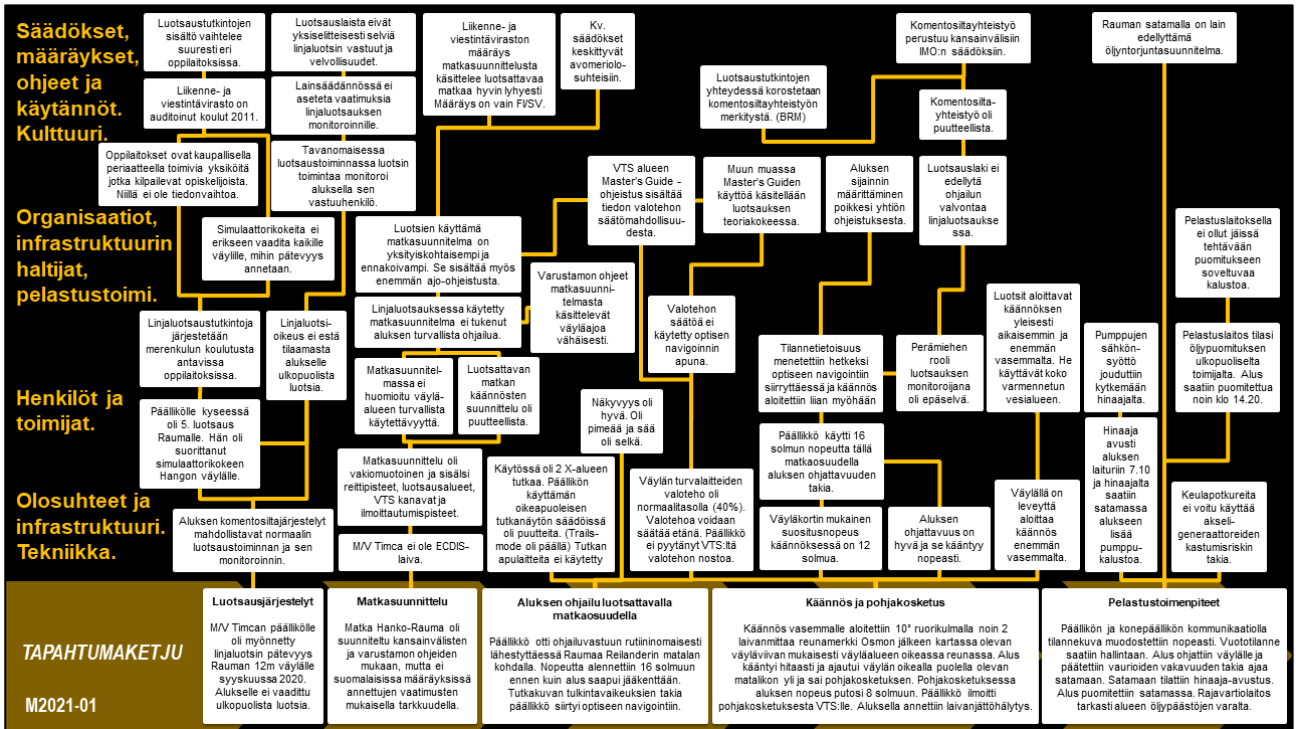 Säädökset,
määräykset,
ohjeet ja
käytännöt.
Kulttuuri.
Luotsaustutkintojen
sisältö vaihtelee
suuresti eri
oppilaitoksissa.
Luotsauslaista eivät
yksiselitteisesti selviä
linjaluotsin vastuut ja
velvollisuudet.
Liikenne- ja
viestintäviraston
määräys
matkasuunnittelusta
käsittelee luotsattavaa
matkaa hyvin lyhyesti
Määräys on vain FI/SV.
Kv.
säädökset
keskittyvät
avomeriolo-
suhteisiin.
Komentosiltayhteistyö
perustuu kansainvälisiin
IMO:n säädöksiin.
Rauman satamalla on lain
edellyttämä
öljyntorjuntasuunnitelma.
Liikenne- ja
viestintävirasto on
auditoinut koulut 2011.
Lainsäädännössä ei
aseteta vaatimuksia
linjaluotsauksen
monitoroinnille.
Luotsaustutkintojen
yhteydessä korostetaan
komentosiltayhteistyön
merkitystä. (BRM)
Komentosilta-
yhteistyö oli
puutteellista.
Oppilaitokset ovat kaupallisella
periaatteella toimivia yksiköitä
jotka kilpailevat opiskelijoista.
Niillä ei ole tiedonvaihtoa.
Tavanomaisessa
luotsaustoiminnassa luotsin
toimintaa monitoroi
aluksella sen
vastuuhenkilö.
VTS alueen
Master's Guide -
ohjeistus sisältää
tiedon valotehon
säätömahdollisuu-
desta.
Muun muassa
Master's Guiden
käyttöä käsitellään
luotsauksen
teoriakokeessa.
Aluksen
sijainnin
määrittäminen
poikkesi yhtiön
ohjeistuksesta.
Luotsauslaki ei
edellytä
ohjailun
valvontaa
linjaluotsaukse
ssa.
Organisaatiot,
infrastruktuurin
haltijat,
pelastustoimi.
Simulaattorikokeita ei
erikseen vaadita kaikille
väylille, mihin pätevyys
annetaan.
Luotsien käyttämä
matkasuunnitelma on
yksityiskohtaisempi ja
ennakoivampi. Se sisältää myös
enemmän ajo-ohjeistusta.
Pelastuslaitoksella
ei ollut jäissä
tehtävään
puomitukseen
soveltuvaa
kalustoa.
Varustamon ohjeet
matkasuunni-
telmasta
käsittelevät
väyläajoa
vähäisesti.
Linjaluotsauksessa käytetty
matkasuunnitelma ei tukenut
aluksen turvallista ohjailua.
Valotehon
säätöä ei
käytetty optisen
navigoinnin
apuna.
Luotsit aloittavat
käännöksen
yleisesti
aikaisemmin ja
enemmän
vasemmalta. He
käyttävät koko
varmennetun
vesialueen.
Linjaluotsaustutkintoja
järjestetään
merenkulun koulutusta
antavissa
oppilaitoksissa.
Linjaluotsi-
oikeus ei estä
tilaamasta
alukselle
ulkopuolista
luotsia.
Tilannetietoisuus
menetettiin hetkeksi
optiseen navigointiin
siirryttäessä ja käännös
aloitettiin liian myöhään
Perämiehen
rooli
luotsauksen
monitoroijana
oli epäselvä.
Pumppujen
sähkön-
syöttö
jouduttiin
kytkemään
hinaajalta.
Pelastuslaitos tilasi
öljypuomituksen
ulkopuoliselta
toimijalta. Alus
saatiin puomitettua
noin klo 14.20.
Henkilöt ja
toimijat.
Matkasuunnitel-
massa ei
huomioitu väylä-
alueen turvallista
käytettävyyttä.
Luotsattavan
matkan
käännösten
suunnittelu oli
puutteellista.
Näkyvyys oli
hyvä. Oli
pimeää ja sää
oli selkä.
Päällikölle kyseessä
oli 5. luotsaus
Raumalle. Hän oli
suorittanut
simulaattorikokeen
Hangon väylälle.
Päällikkö käytti 16
solmun nopeutta tällä
matkaosuudella
aluksen ohjattavuuden
takia.
Hinaaja
avusti
aluksen
laituriin 7.10
ja hinaajalta
saatiin
satamassa
alukseen
lisää
pumppu-
kalustoa.
Matkasuunnittelu oli
vakiomuotoinen ja sisälsi
reittipisteet, luotsausalueet,
VTS kanavat ja
ilmoittautumispisteet.
Käytössä oli 2 X-alueen
tutkaa. Päällikön
käyttämän
oikeapuoleisen
tutkanäytön säädöissä
oli puutteita. (Trails-
mode oli päällä) Tutkan
apulaitteita ei käytetty
Väylän turvalaitteiden
valoteho oli
normaalitasolla (40%).
Valotehoa voidaan
säätää etänä. Päällikkö
ei pyytänyt VTS:ltä
valotehon nostoa.
Olosuhteet ja
infrastruktuuri.
Tekniikka.
Aluksen komentosiltajärjestelyt
mahdollistavat normaalin
luotsaustoiminnan ja sen
monitoroinnin.
M/V Timca ei ole ECDIS-
laiva.
Väyläkortin mukainen
suositusnopeus
käännöksessä on 12
solmua.
Aluksen
ohjattavuus on
hyvä ja se kääntyy
nopeasti.
Väylällä on
leveyttä
aloittaa
käännös
enemmän
vasemmalta.
Keulapotkureita
ei voitu käyttää
akseli-
generaattoreiden
kastumisriskin
takia.
TAPAHTUMAKETJU
M2021-01
Luotsausjärjestelyt
M/V Timcan päällikölle
oli myönnetty
linjaluotsin pätevyys
Rauman 12m väylälle
syyskuussa 2020.
Alukselle ei vaadittu
ulkopuolista luotsia.
Matkasuunnittelu
Matka Hanko-Rauma oli
suunniteltu kansainvälisten
ja varustamon ohjeiden
mukaan, mutta ei
suomalaisissa määräyksissä
annettujen vaatimusten
mukaisella tarkkuudella.
Aluksen ohjailu luotsattavalla
matkaosuudella
Päällikkö otti ohjailuvastuun rutiininomaisesti
lähestyttäessä Raumaa Reilanderin matalan
kohdalla. Nopeutta alennettiin 16 solmuun
ennen kuin alus saapui jääkenttään.
Tutkakuvan tulkintavaikeuksien takia
päällikkö siirtyi optiseen navigointiin.
Käännös ja pohjakosketus
Käännös vasemmalle aloitettiin 10° ruorikulmalla noin 2
laivanmittaa reunamerkki Osmon jälkeen kartassa olevan
väyläviivan mukaisesti väyläalueen oikeassa reunassa. Alus
kääntyi hitaasti ja ajautui väylän oikealla puolella olevan
matalikon yli ja sai pohjakosketuksen. Pohjakosketuksessa
aluksen nopeus putosi 8 solmuun. Päällikkö ilmoitti
pohjakosketuksesta VTS:lle. Aluksella annettiin laivanjättöhälytys.
Pelastustoimenpiteet
Päällikön ja konepäällikön kommunikaatiolla
tilannekuva muodostettiin nopeasti. Vuototilanne
saatiin hallintaan. Alus ohjattiin väylälle ja
päätettiin vaurioiden vakavuuden takia ajaa
satamaan. Satamaan tilattiin hinaaja-avustus.
Alus puomitettiin satamassa. Rajavartiolaitos
tarkasti alueen öljypäästöjen varalta.